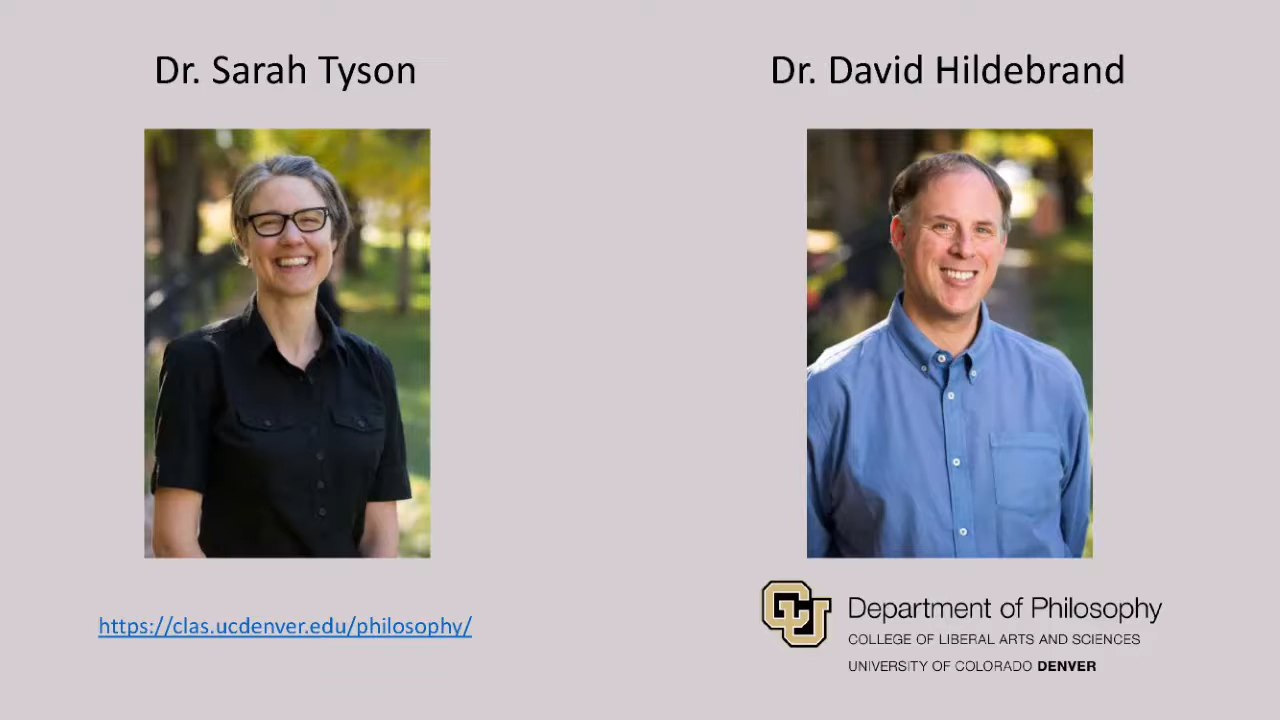 Dr. Sarah Tyson
Dr. David Hildebrand
https://clas.ucdenver.edu/philosophy/
CU
Department of Philosophy
COLLEGE OF LIBERAL ARTS AND SCIENCES
UNIVERSITY OF COLORADO DENVER